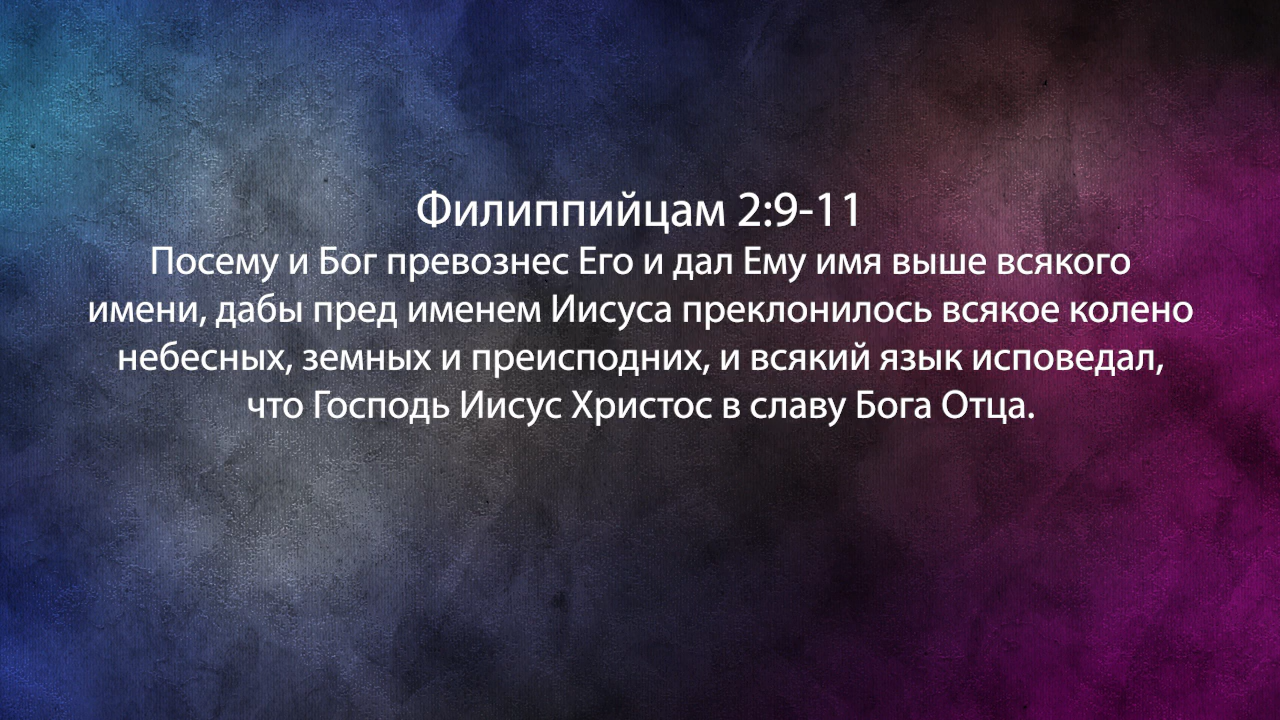 Филиппийцам 2:9-11
Посему и Бог превознес Его и дал Ему имя выше всякого
имени, дабы пред именем Иисуса преклонилось всякое колено
небесных, земных и преисподних, и всякий язык исповедал,
что Господь Иисус Христос в славу Бога Отца.